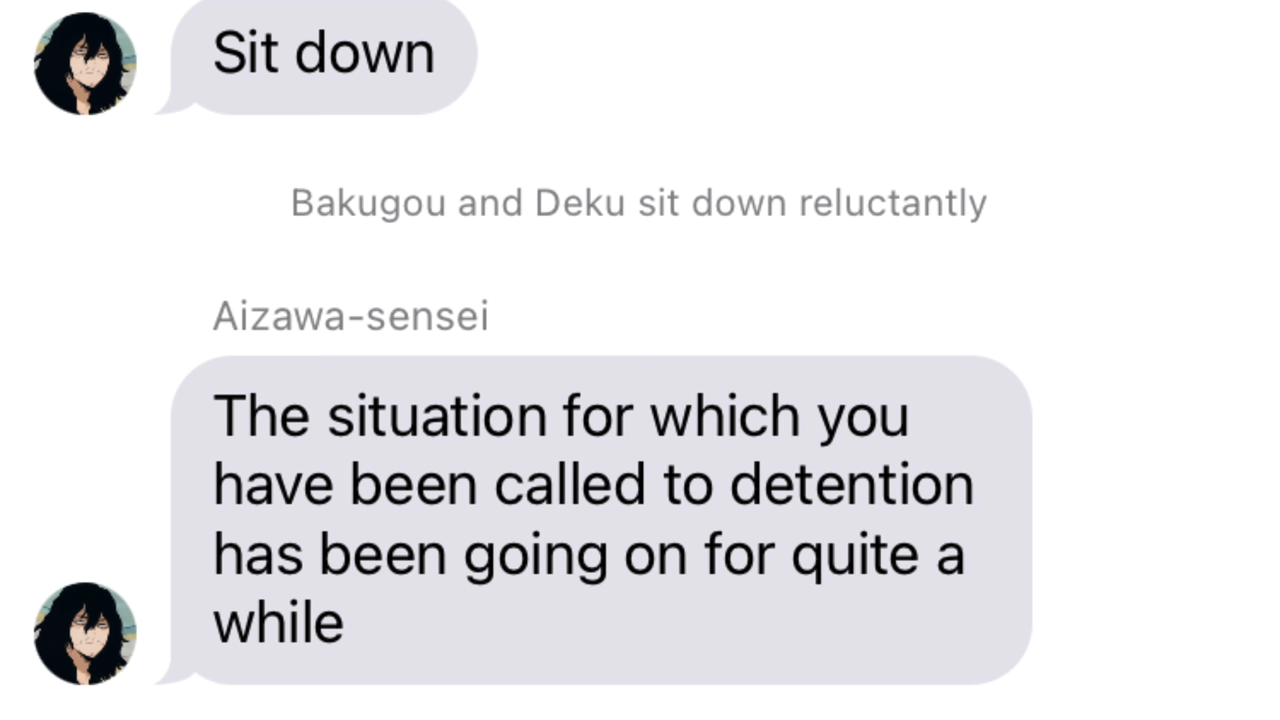 Sit down
Bakugou and Deku sit down reluctantly
Aizawa-sensei
The situation for which you
have been called to detention
has been going on for quite a
while